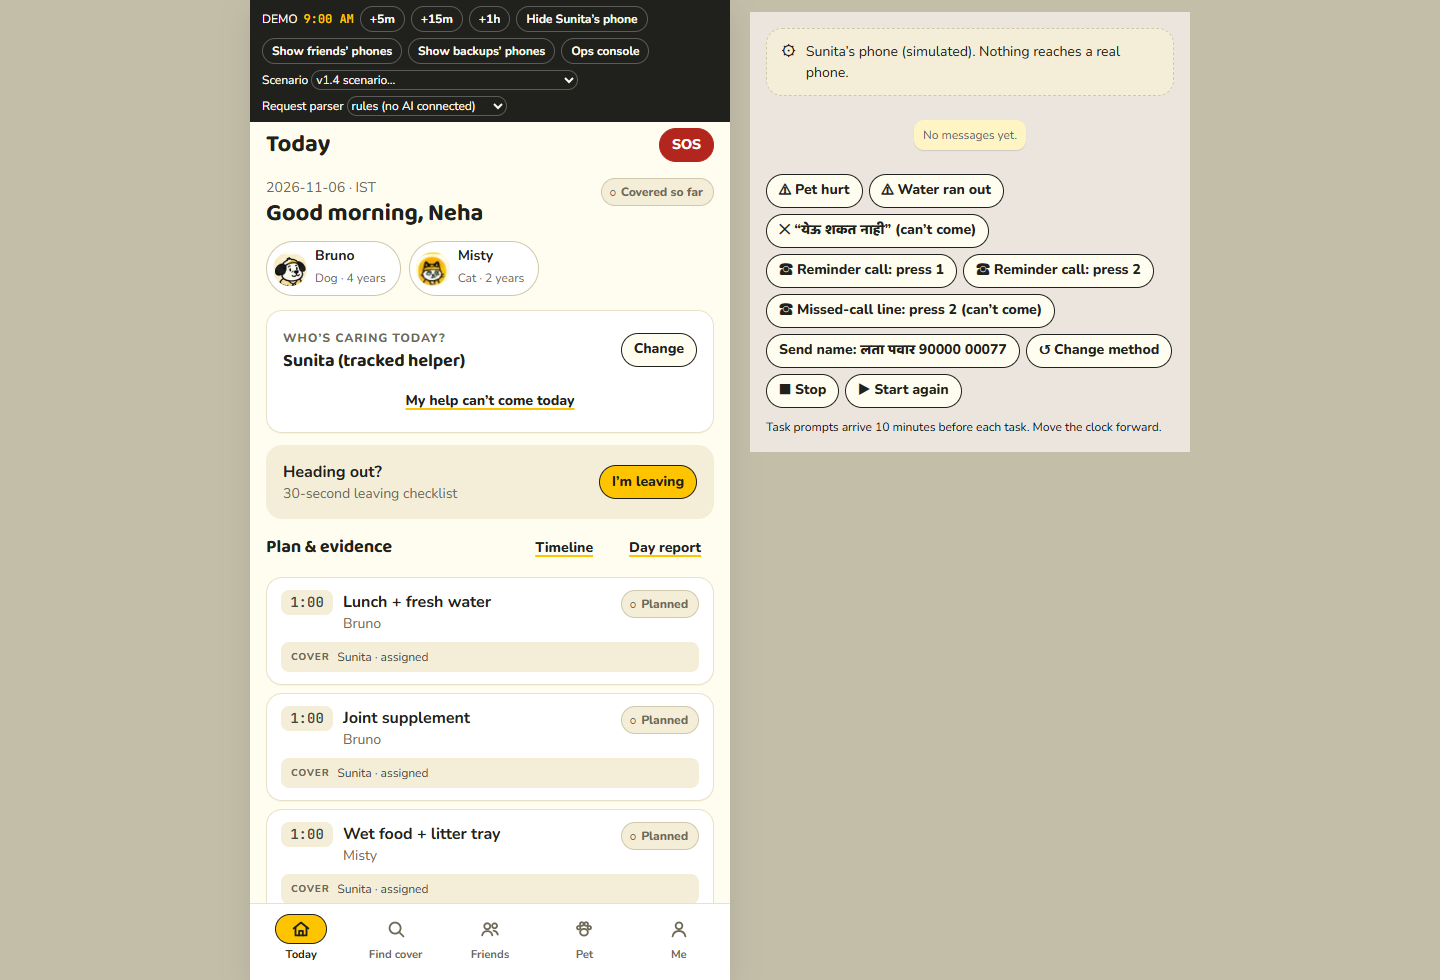 DEMO 9:00 AM +5m +15m +1h Hide Sunita's phone
Show friends' phones Show backups' phones Ops console
Scenario v1.4 scenario...
Request parser rules (no AI connected)
Today SOS
2026-11-06 · IST
Covered so far
Good morning, Neha
Bruno
Dog · 4 years
Misty
Cat · 2 years
WHO'S CARING TODAY?
Sunita (tracked helper)
Change
My help can't come today
Heading out?
30-second leaving checklist
I'm leaving
Plan & evidence Timeline Day report
1:00 Lunch + fresh water Planned
Bruno
COVER Sunita · assigned
1:00 Joint supplement Planned
Bruno
COVER Sunita · assigned
1:00 Wet food + litter tray Planned
Misty
COVER Sunita · assigned
Today Find cover Friends Pet Me
Sunita's phone (simulated). Nothing reaches a real
phone.
No messages yet.
⚠ Pet hurt ⚠ Water ran out
✕ “येऊ शकत नाही” (can't come)
☎ Reminder call: press 1 ☎ Reminder call: press 2
☎ Missed-call line: press 2 (can't come)
Send name: लता पवार 90000 00077 ↺ Change method
■ Stop ▶ Start again
Task prompts arrive 10 minutes before each task. Move the clock forward.